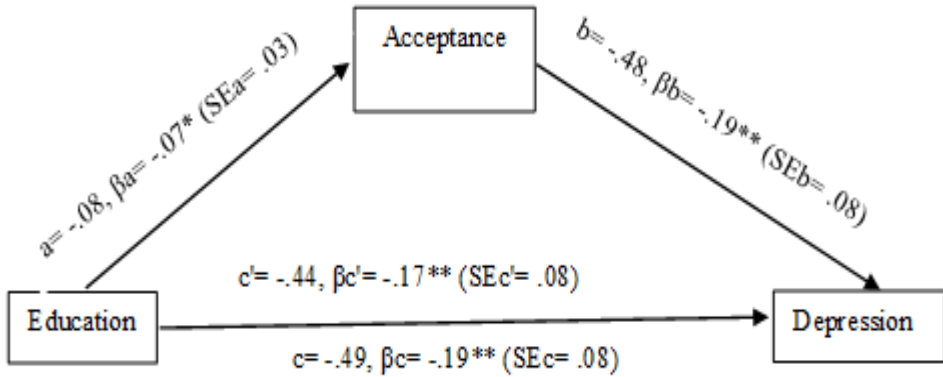 Acceptance
a= -.08, βa= -.07* (SEa= .03)
b= -.48, βb= -.19** (SEb= .08)
c'= -.44, βc'= -.17** (SEc'= .08)
Education
Depression
c= -.49, βc= -.19** (SEc= .08)